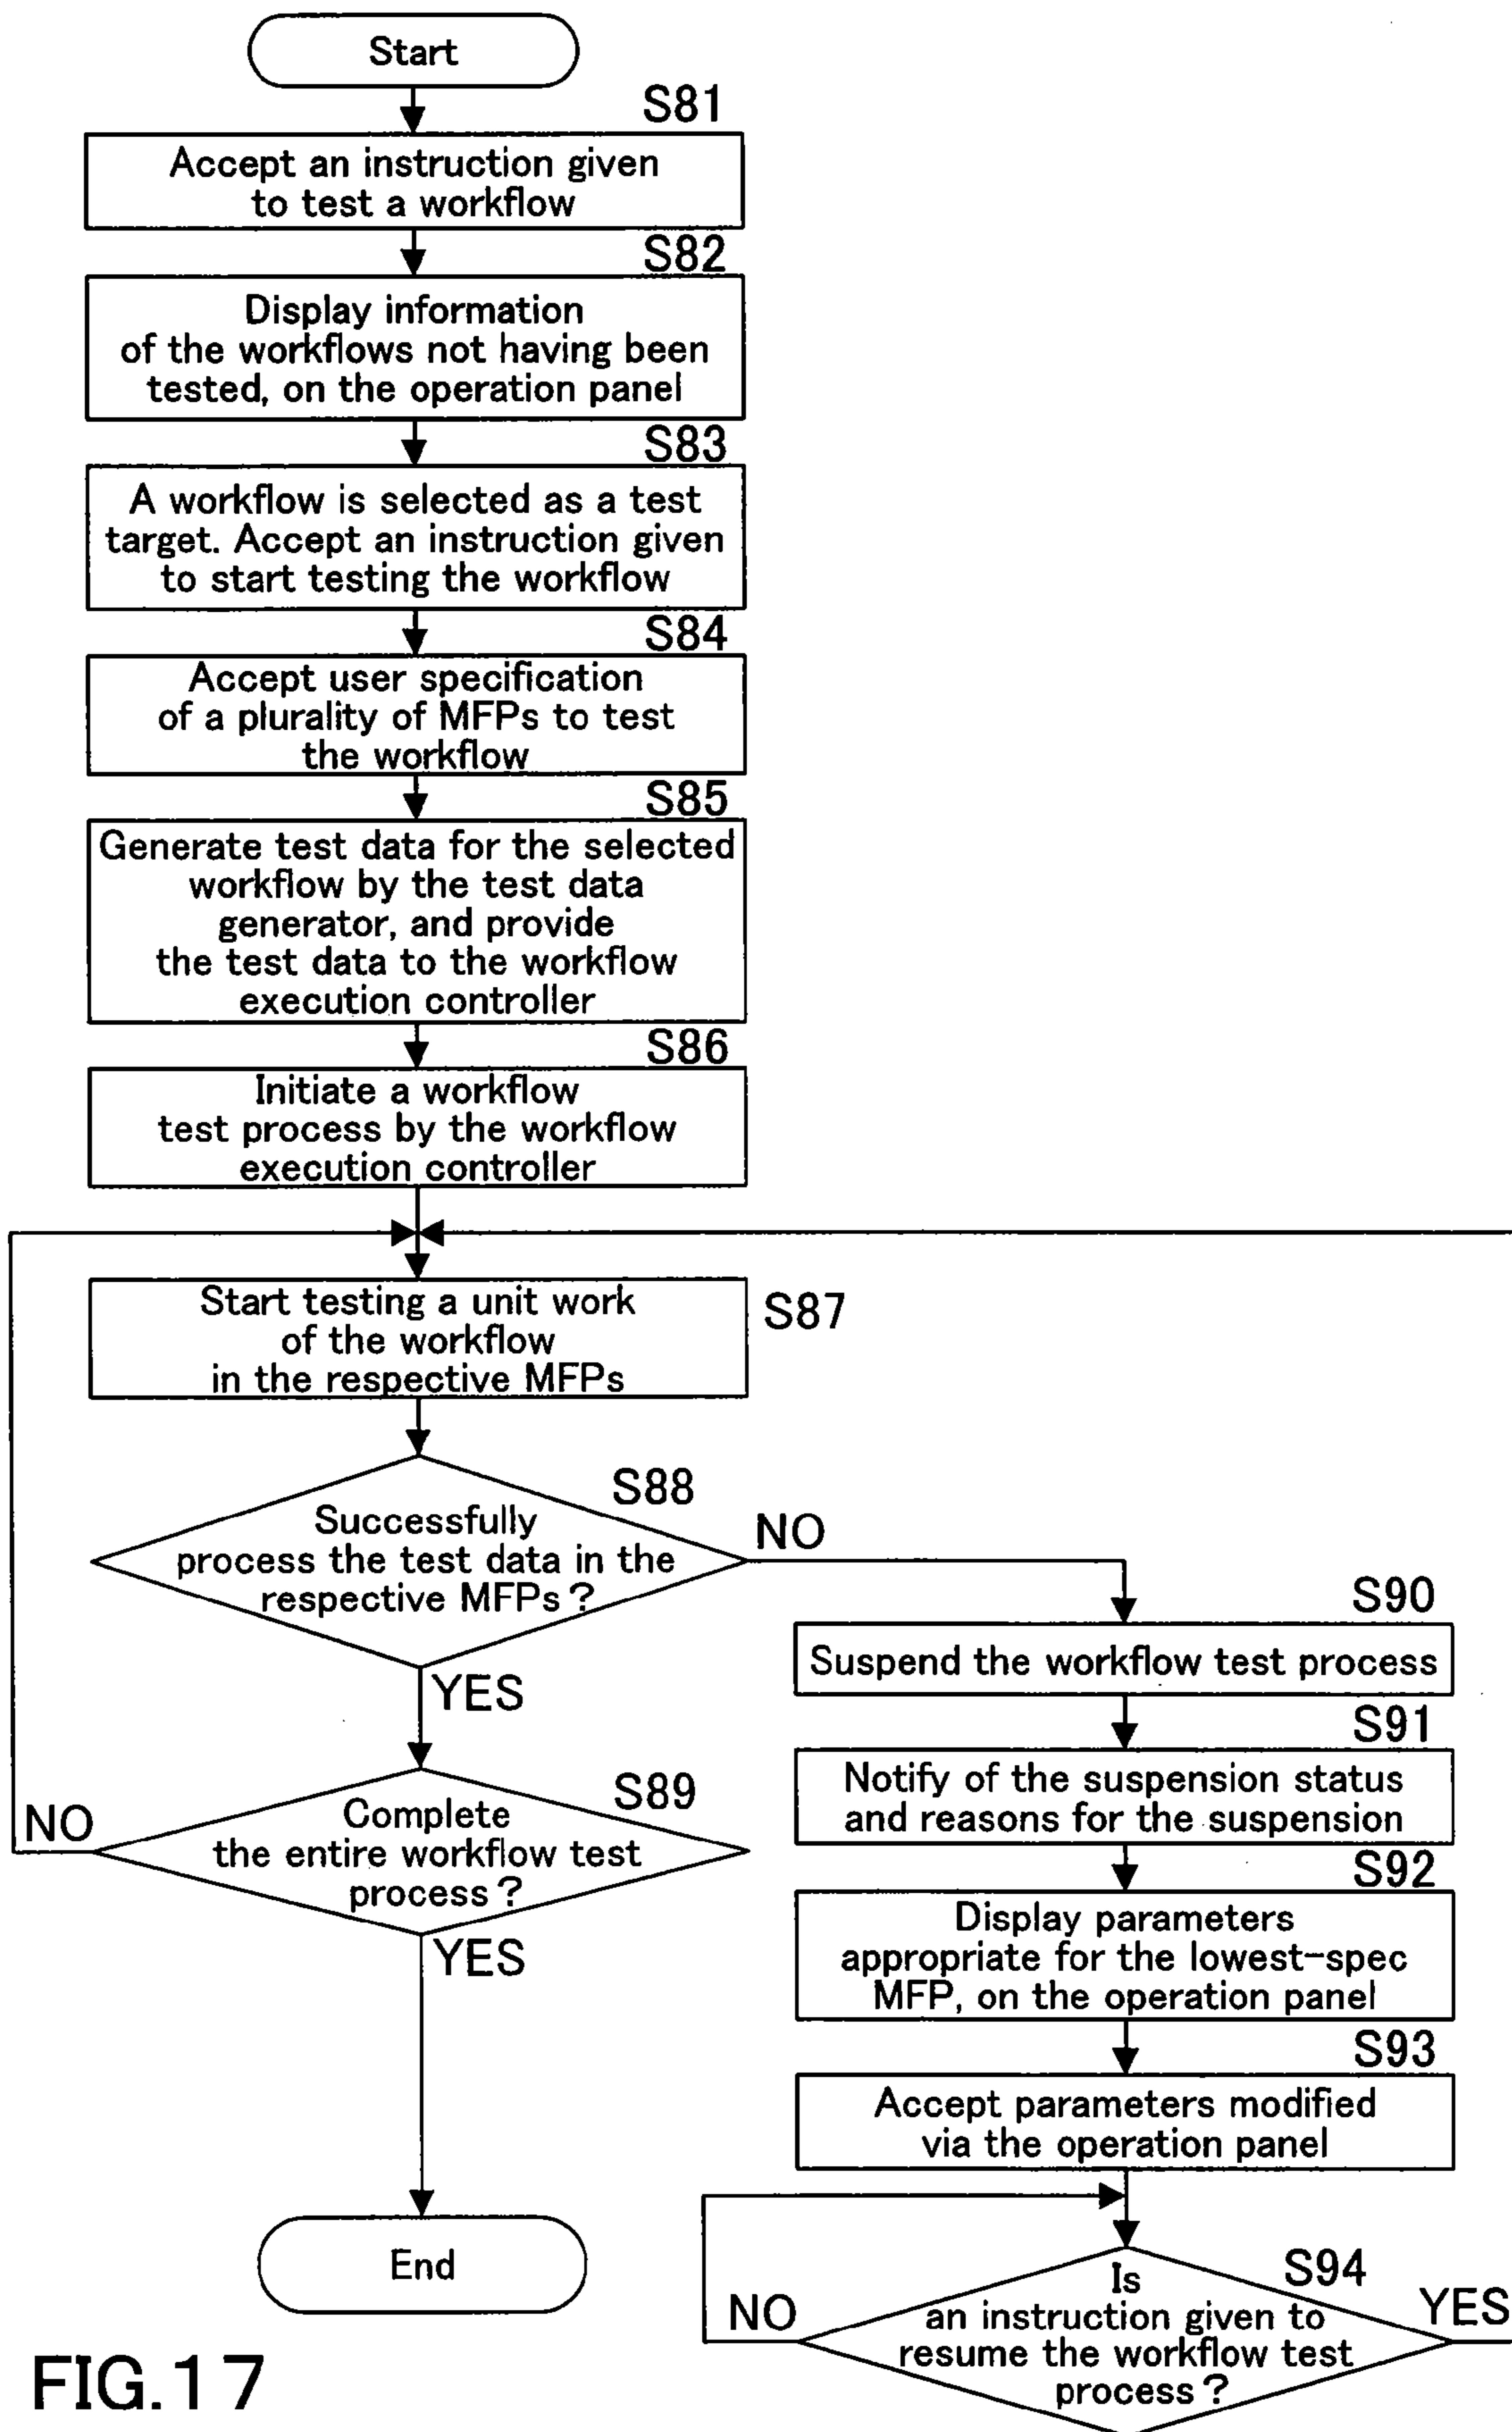 Start
S81
Accept an instruction given
to test a workflow
S82
Display information
of the workflows not having been
tested, on the operation panel
S83
A workflow is selected as a test
target. Accept an instruction given
to start testing the workflow
S84
Accept user specification
of a plurality of MFPs to test
the workflow
S85
Generate test data for the selected
workflow by the test data
generator, and provide
the test data to the workflow
execution controller
S86
Initiate a workflow
test process by the workflow
execution controller
Start testing a unit work
of the workflow
in the respective MFPs
S87
S88
Successfully
process the test data in the
respective MFPs?
NO
YES
S89
Complete
the entire workflow test
process?
NO
YES
End
S90
Suspend the workflow test process
S91
Notify of the suspension status
and reasons for the suspension
S92
Display parameters
appropriate for the lowest-spec
MFP, on the operation panel
S93
Accept parameters modified
via the operation panel
S94
Is
an instruction given to
resume the workflow test
process?
NO
YES
FIG.17